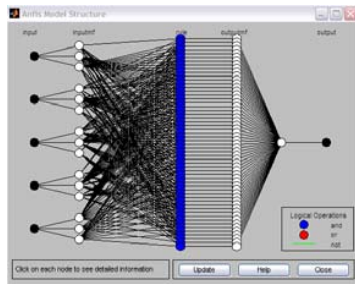 Anfis Model Structure
input inputmf rule outputmf output
Logical Operations
and
or
not
Click on each node to see detailed information
Update Help Close